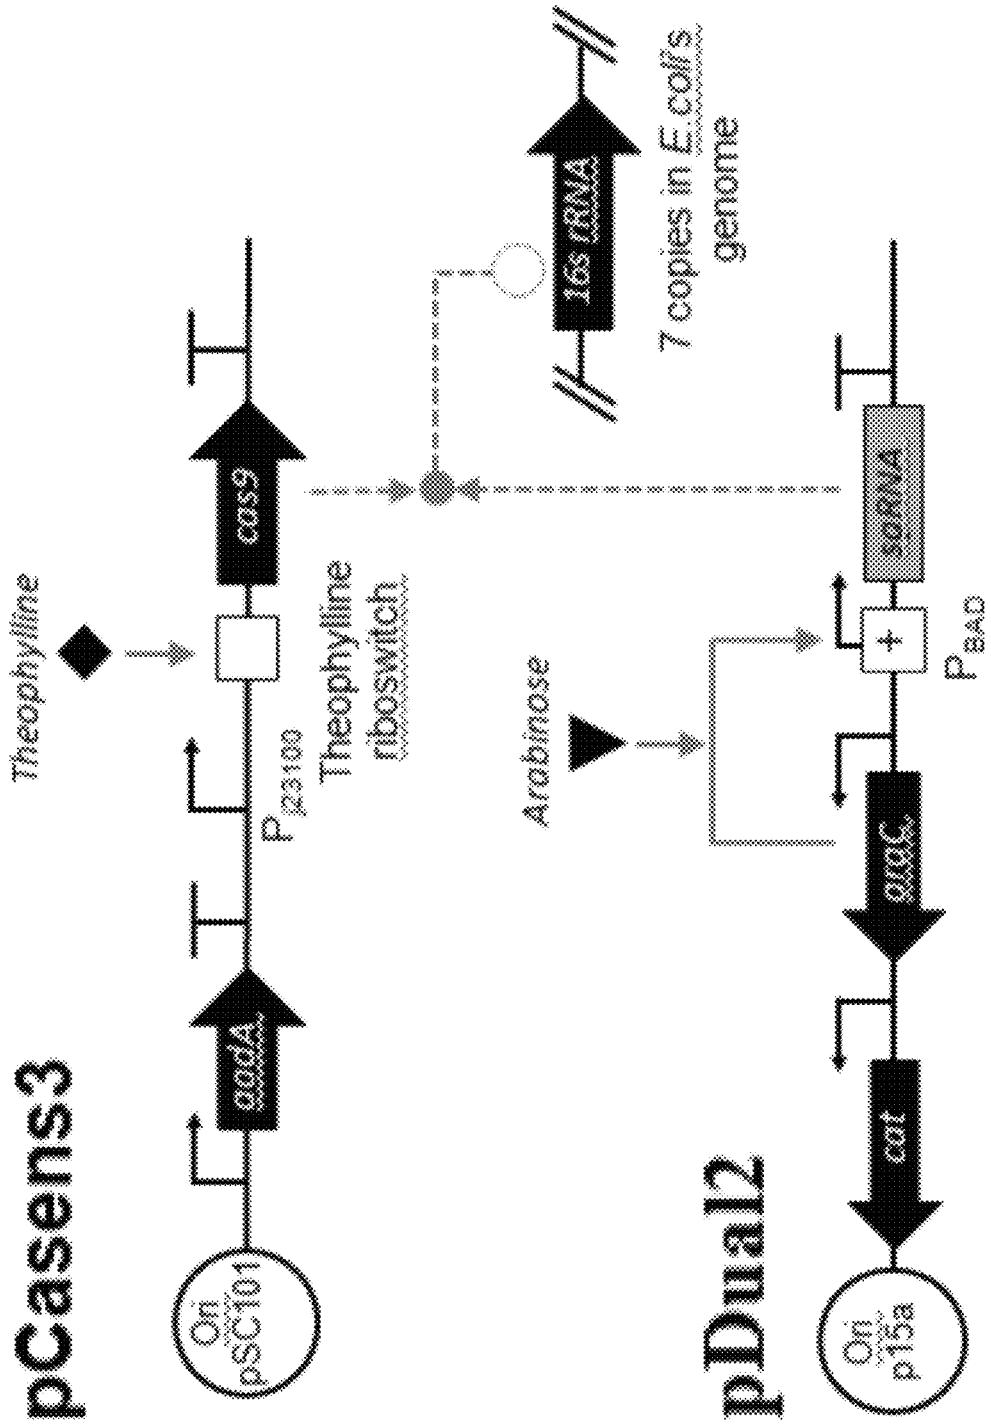 pCasens3
Theophylline
Ori
pSC101
aadA
P j23100
Theophylline
riboswitch
cas9
16s rRNA
7 copies in E.coli's
genome
pDual2
Arabinose
Ori
p15a
cat
araC
+
P BAD
sgRNA